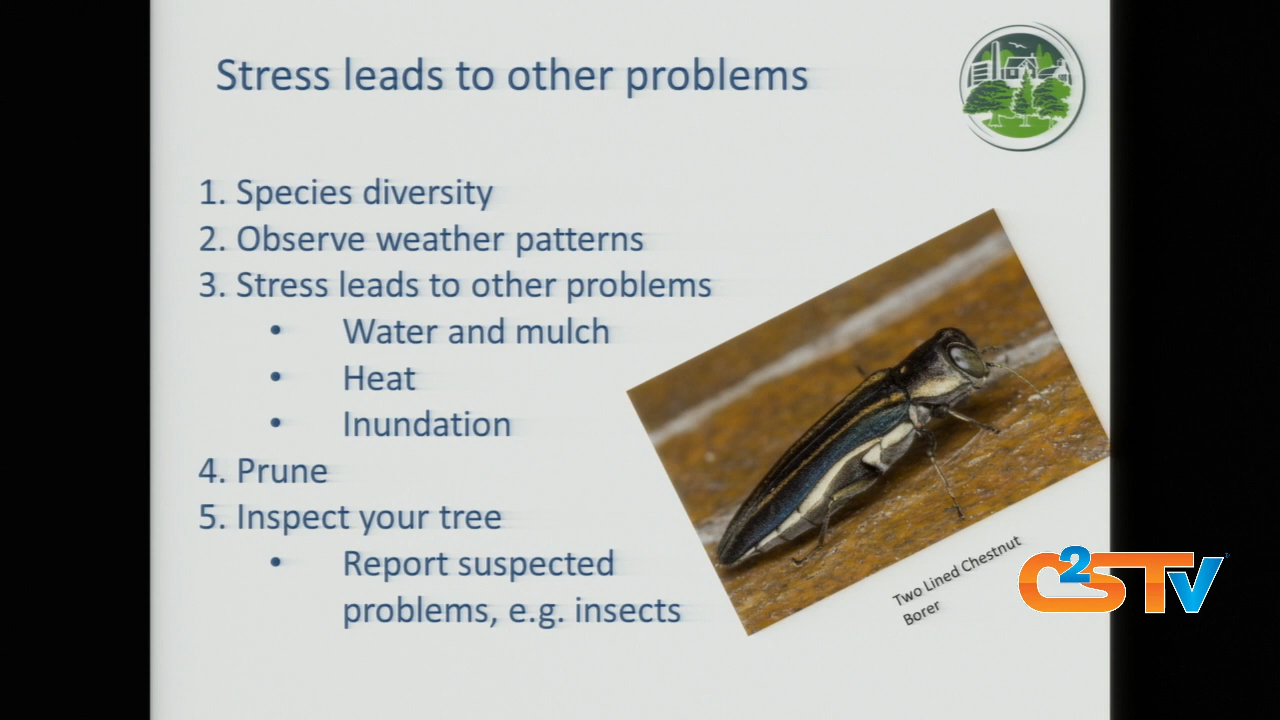 Stress leads to other problems
1. Species diversity
2. Observe weather patterns
3. Stress leads to other problems
• Water and mulch
• Heat
• Inundation
4. Prune
5. Inspect your tree
• Report suspected
problems, e.g. insects
Two Lined Chestnut
Borer
C2STV